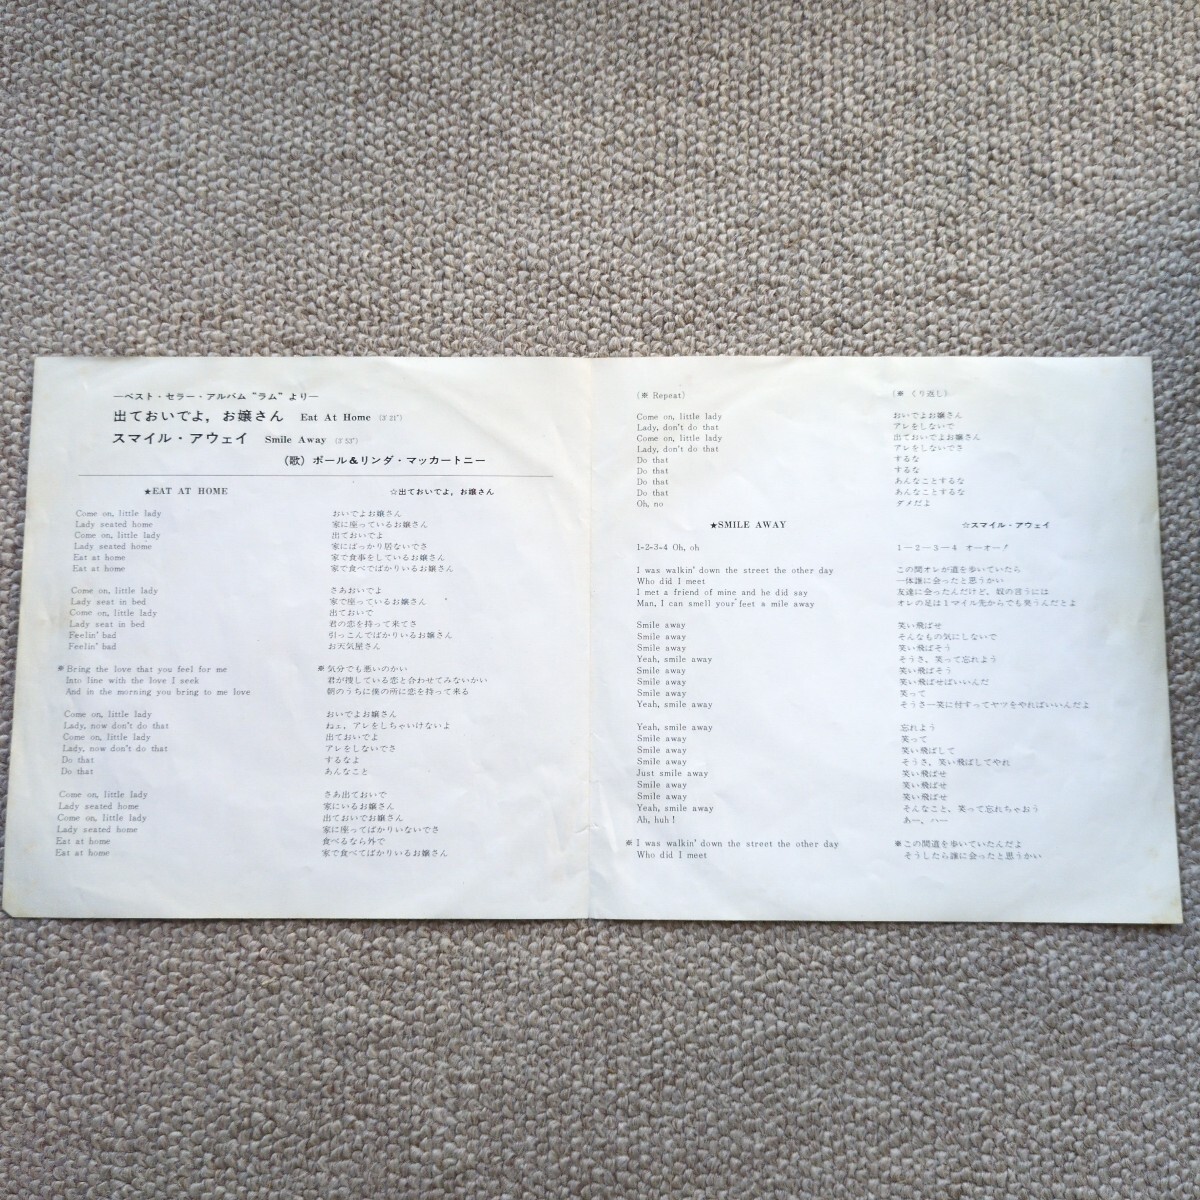 ―ベスト・セラー・アルバム“ラム”より―
出ておいでよ，お嬢さん Eat At Home (3′21″)
スマイル・アウェイ Smile Away (3′53″)
(歌) ポール&リンダ・マッカートニー
★EAT AT HOME
Come on, little lady
Lady seated home
Come on, little lady
Lady seated home
Eat at home
Eat at home
Come on, little lady
Lady seat in bed
Come on, little lady
Lady seat in bed
Feelin' bad
Feelin' bad
※Bring the love that you feel for me
Into line with the love I seek
And in the morning you bring to me love
Come on, little lady
Lady, now don't do that
Come on, little lady
Lady, now don't do that
Do that
Do that
Come on, little lady
Lady seated home
Come on, little lady
Lady seated home
Eat at home
Eat at home
☆出ておいでよ，お嬢さん
おいでよお嬢さん
家に座っているお嬢さん
出ておいでよ
家にばっかり居ないでさ
家で食事をしているお嬢さん
家で食べてばかりいるお嬢さん
さあおいでよ
家で座っているお嬢さん
出ておいで
君の恋を持って来てさ
引っこんでばかりいるお嬢さん
お天気屋さん
※気分でも悪いのかい
君が捜している恋と合わせてみないかい
朝のうちに僕の所に恋を持って来る
おいでよお嬢さん
ねェ，アレをしちゃいけないよ
出ておいでよ
アレをしないでさ
するなよ
あんなこと
さあ出ておいで
家にいるお嬢さん
出ておいでお嬢さん
家に座ってばかりいないでさ
食べるなら外で
家で食べてばかりいるお嬢さん
(※ Repeat)
Come on, little lady
Lady, don't do that
Come on, little lady
Lady, don't do that
Do that
Do that
Do that
Do that
Oh, no
(※ くり返し)
おいでよお嬢さん
アレをしないで
出ておいでよお嬢さん
アレをしないでさ
するな
するな
あんなことするな
あんなことするな
ダメだよ
★SMILE AWAY
1-2-3-4 Oh, oh
I was walkin' down the street the other day
Who did I meet
I met a friend of mine and he did say
Man, I can smell your feet a mile away
Smile away
Smile away
Smile away
Yeah, smile away
Smile away
Smile away
Smile away
Yeah, smile away
Yeah, smile away
Smile away
Smile away
Smile away
Just smile away
Smile away
Smile away
Yeah, smile away
Ah, huh!
※I was walkin' down the street the other day
Who did I meet
☆スマイル・アウェイ
1―2―3―4 オーオー！
この間オレが道を歩いていたら
一体誰に会ったと思うかい
友達に会ったんだけど、奴の言うには
オレの足は1マイル先からでも臭うんだとよ
笑い飛ばせ
そんなもの気にしないで
笑い飛ばそう
そうさ、笑って忘れよう
笑い飛ばそう
笑い飛ばせばいいんだ
笑って
そうさ一笑に付すってヤツをやればいいんだよ
忘れよう
笑って
笑い飛ばして
そうさ、笑い飛ばしてやれ
笑い飛ばせ
笑い飛ばせ
笑い飛ばせ
そんなこと、笑って忘れちゃおう
あー、ハー
※この間道を歩いていたんだよ
そうしたら誰に会ったと思うかい